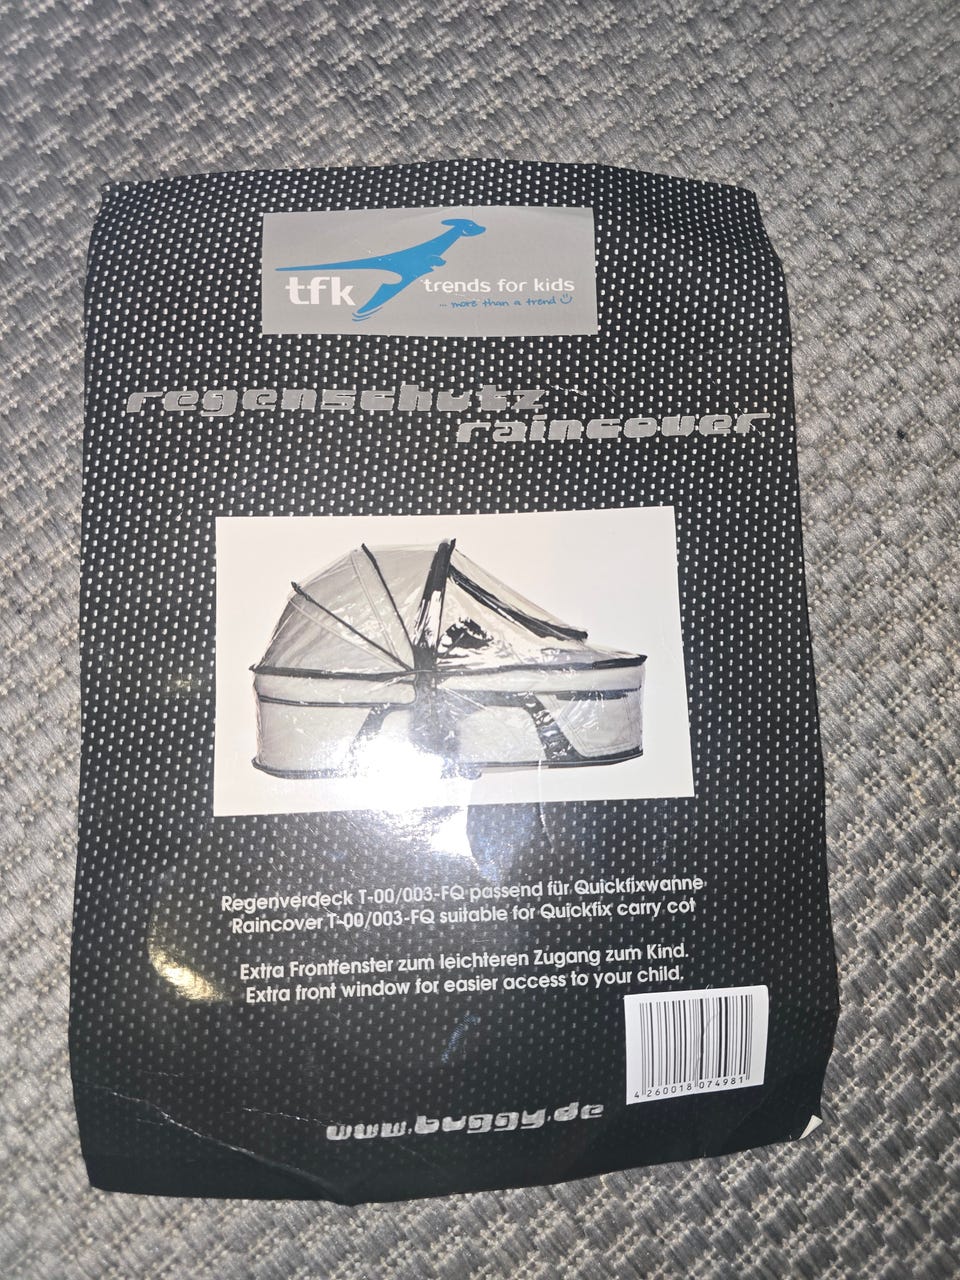 tfk
trends for kids
... more than a trend
regenschutz
raincover
Regenverdeck T-00/003-FQ passend für Quickfixwanne
Raincover T-00/003-FQ suitable for Quickfix carry cot
Extra Frontfenster zum leichteren Zugang zum Kind.
Extra front window for easier access to your child.
4 260018 074981
www.buggy.de